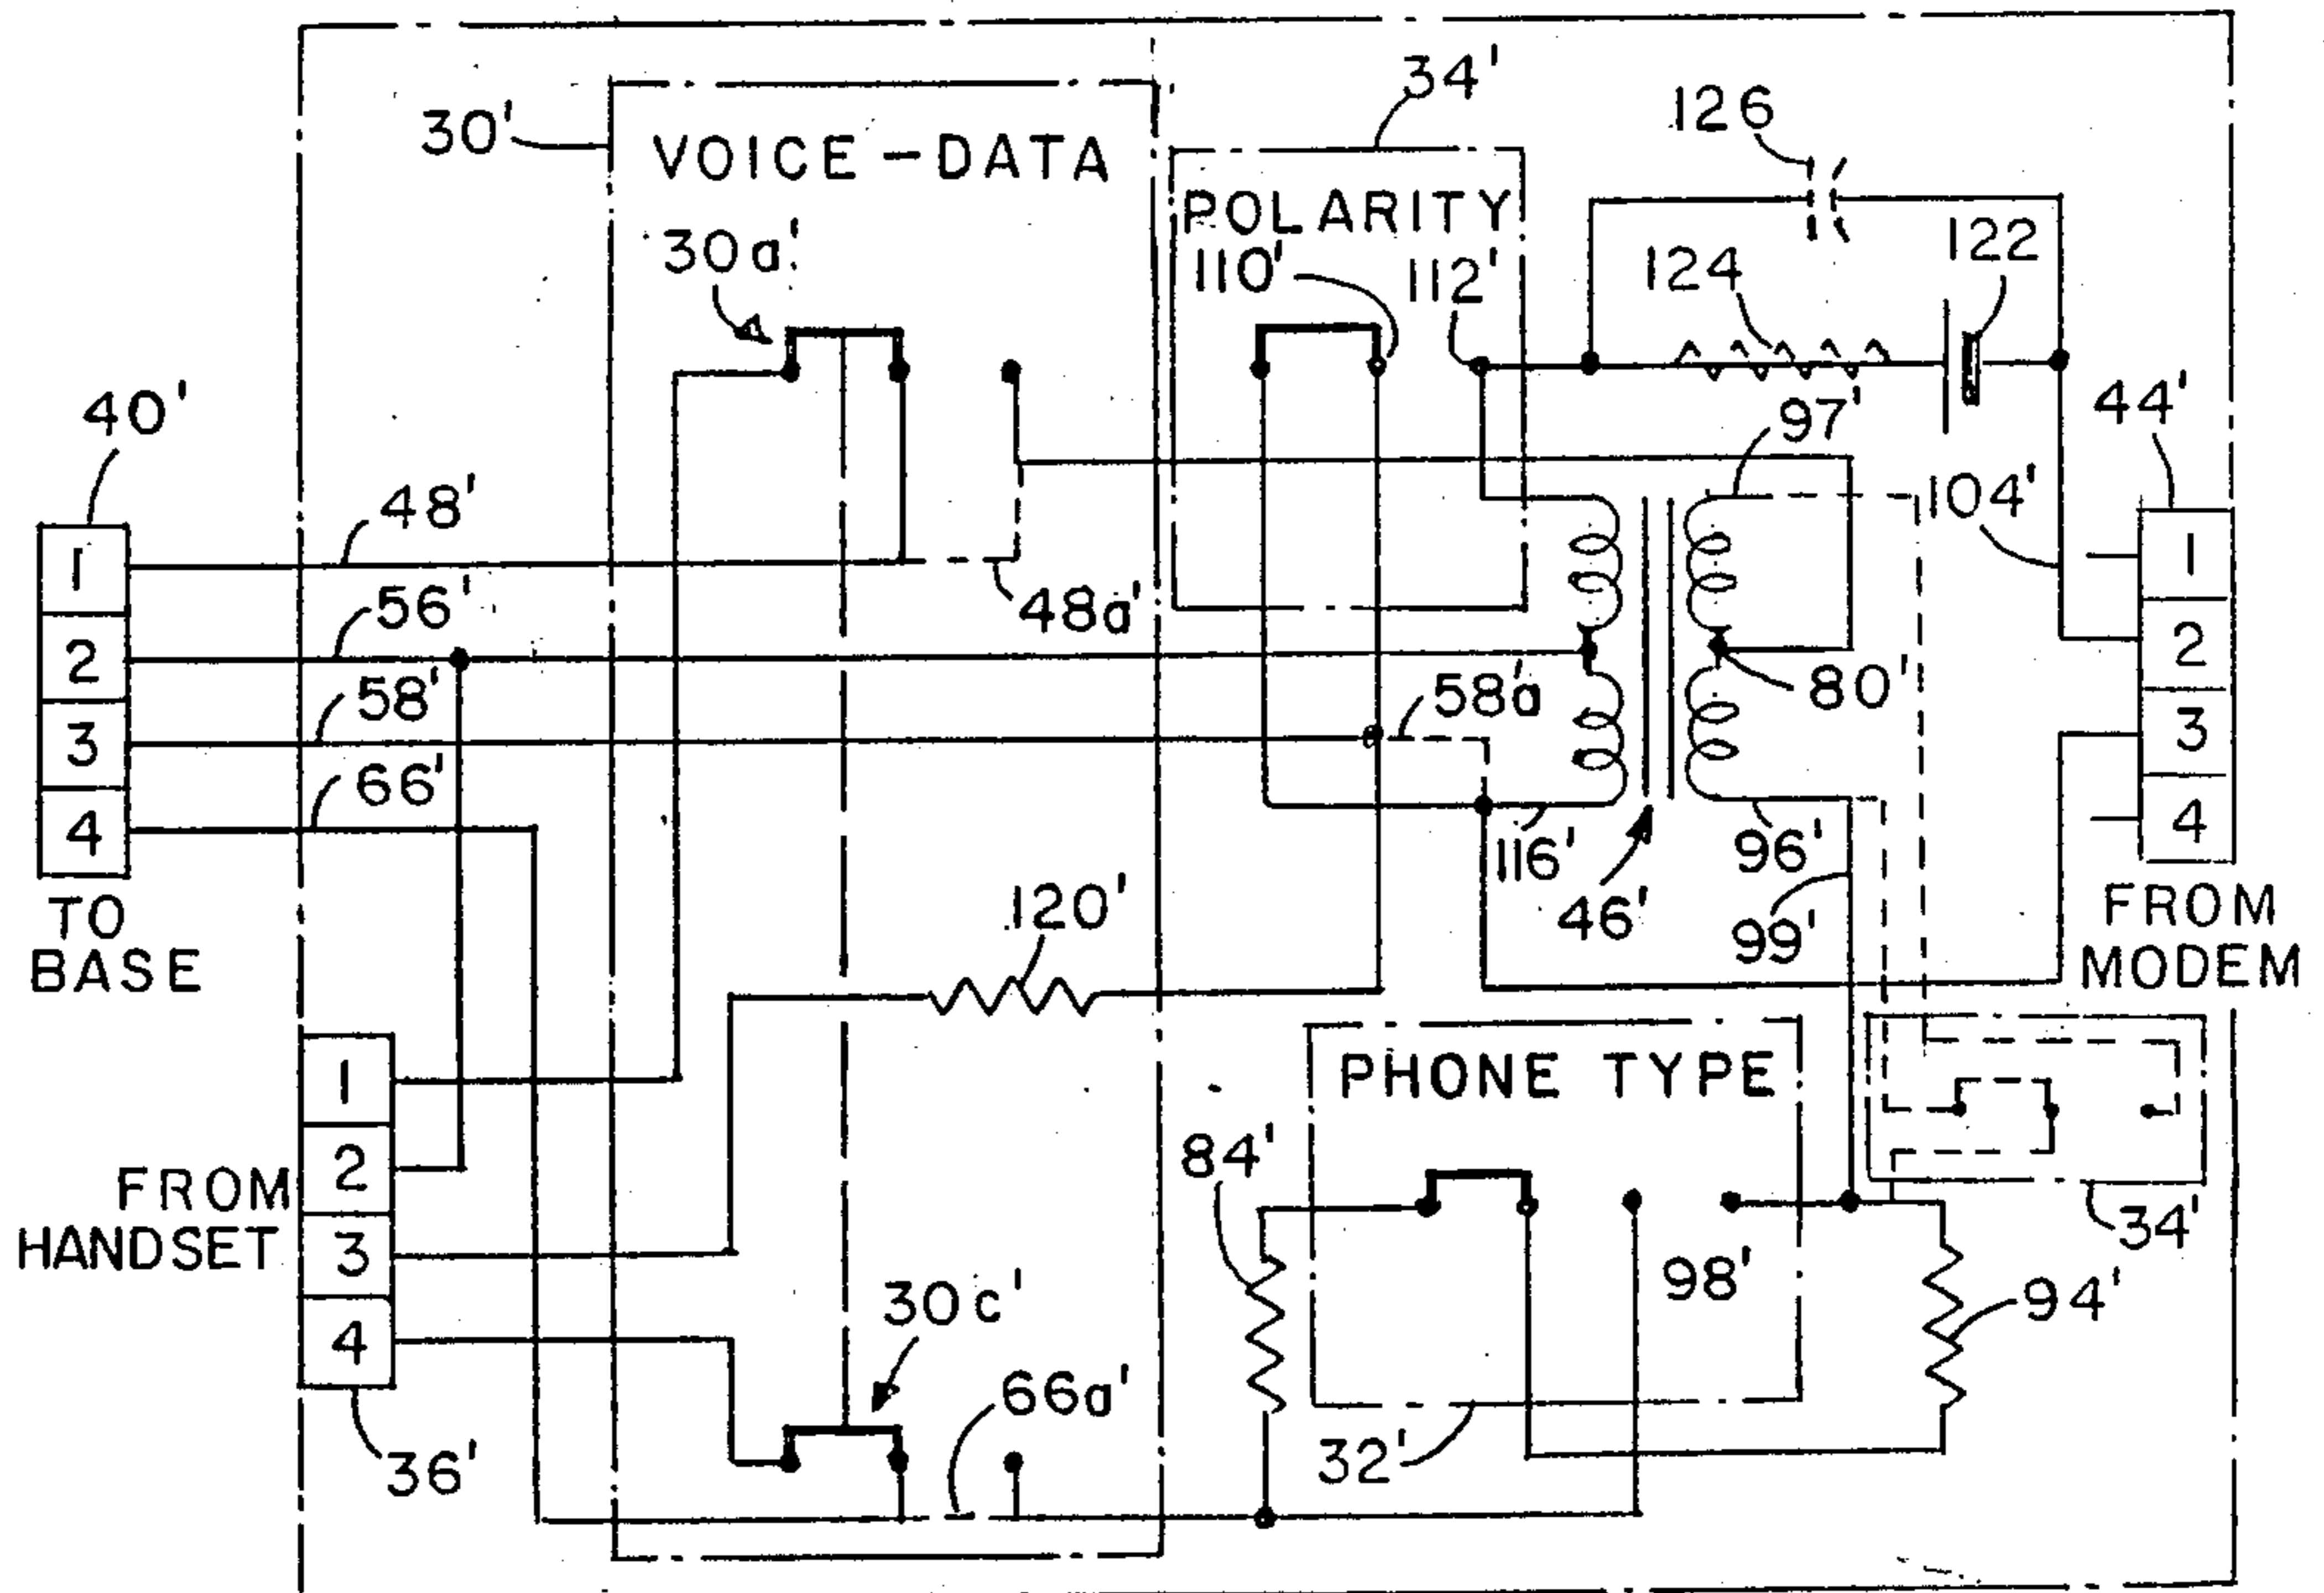 34'
126
30'
VOICE-DATA
POLARITY
30a'
110'
112'
124
122
97'
44'
40'
48'
104'
1
2
3
4
1
2
3
4
56'
48a'
58'
58'a
80'
66'
116'
96'
46'
99'
120'
TO
BASE
FROM
MODEM
PHONE TYPE
1
2
3
4
84'
FROM
HANDSET
34'
98'
94'
30c'
66a'
36'
32'